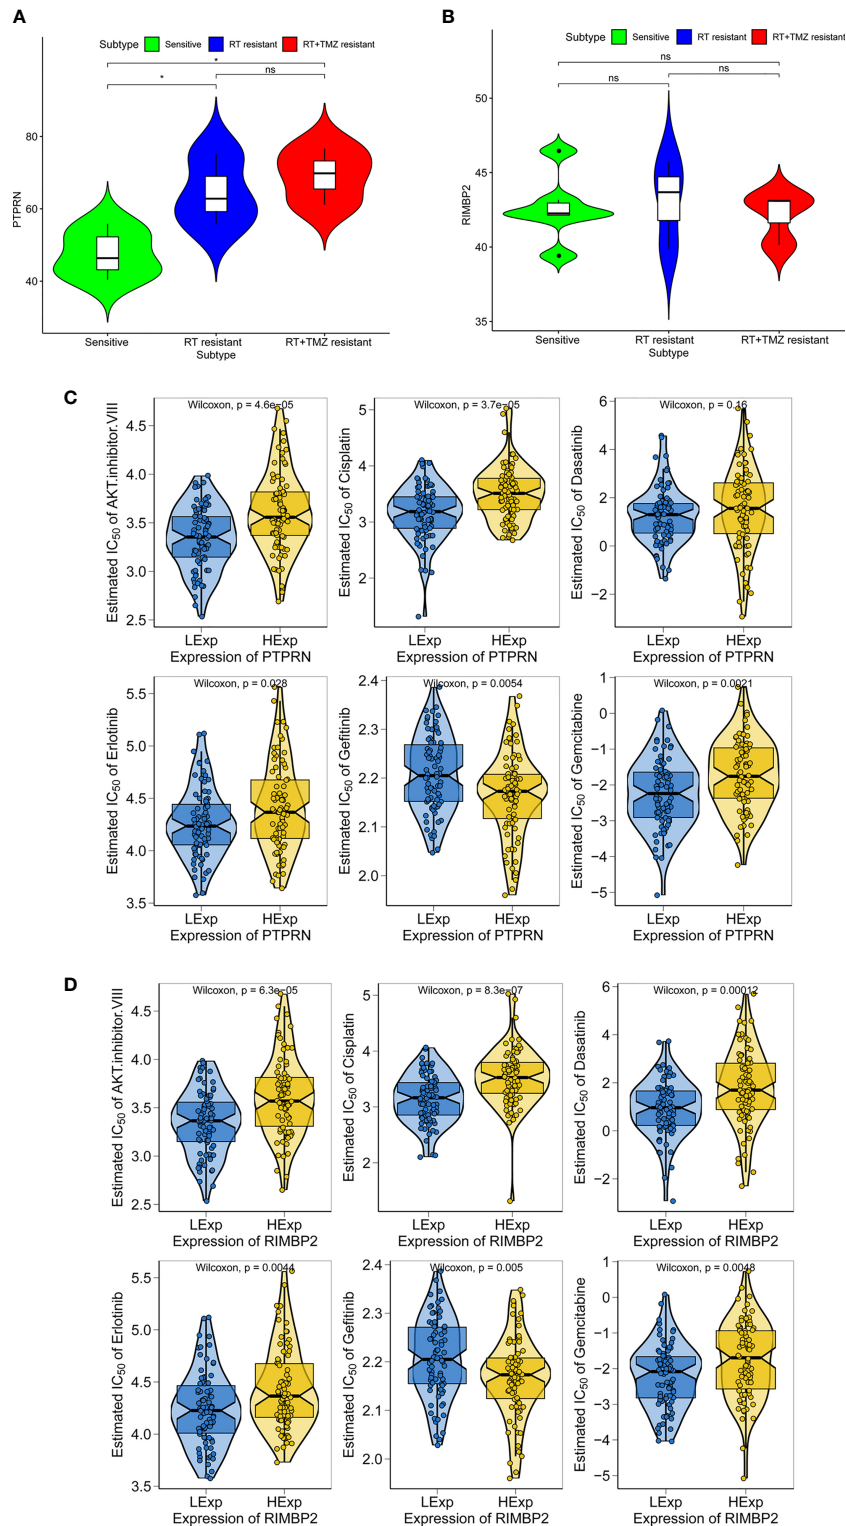 A
Subtype Sensitive RT resistant RT+TMZ resistant
*
* ns
80
60
40
PTPRN
Sensitive RT resistant RT+TMZ resistant
Subtype
B
Subtype Sensitive RT resistant RT+TMZ resistant
ns
ns ns
50
45
40
35
RIMBP2
Sensitive RT resistant RT+TMZ resistant
Subtype
C
Wilcoxon, p = 4.6e−05
4.5
4.0
3.5
3.0
2.5
Estimated IC50 of AKT.inhibitor.VIII
LExp HExp
Expression of PTPRN
Wilcoxon, p = 3.7e−05
5
4
3
2
Estimated IC50 of Cisplatin
LExp HExp
Expression of PTPRN
Wilcoxon, p = 0.16
6
4
2
0
−2
Estimated IC50 of Dasatinib
LExp HExp
Expression of PTPRN
Wilcoxon, p = 0.028
5.5
5.0
4.5
4.0
3.5
Estimated IC50 of Erlotinib
LExp HExp
Expression of PTPRN
Wilcoxon, p = 0.0054
2.4
2.3
2.2
2.1
2.0
Estimated IC50 of Gefitinib
LExp HExp
Expression of PTPRN
Wilcoxon, p = 0.0021
1
0
−1
−2
−3
−4
−5
Estimated IC50 of Gemcitabine
LExp HExp
Expression of PTPRN
D
Wilcoxon, p = 6.3e−05
4.5
4.0
3.5
3.0
2.5
Estimated IC50 of AKT.inhibitor.VIII
LExp HExp
Expression of RIMBP2
Wilcoxon, p = 8.3e−07
5
4
3
2
Estimated IC50 of Cisplatin
LExp HExp
Expression of RIMBP2
Wilcoxon, p = 0.00012
6
4
2
0
−2
Estimated IC50 of Dasatinib
LExp HExp
Expression of RIMBP2
Wilcoxon, p = 0.0044
5.5
5.0
4.5
4.0
3.5
Estimated IC50 of Erlotinib
LExp HExp
Expression of RIMBP2
Wilcoxon, p = 0.005
2.4
2.3
2.2
2.1
2.0
Estimated IC50 of Gefitinib
LExp HExp
Expression of RIMBP2
Wilcoxon, p = 0.0048
1
0
−1
−2
−3
−4
−5
Estimated IC50 of Gemcitabine
LExp HExp
Expression of RIMBP2